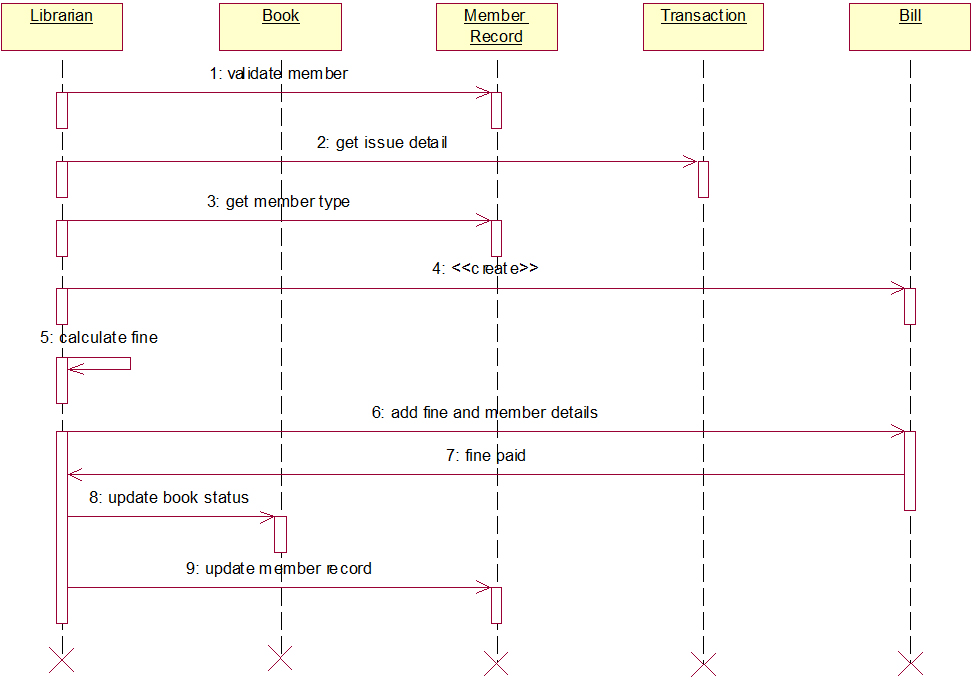 Librarian
Book
Member
Record
Transaction
Bill
1: validate member
2: get issue detail
3: get member type
4: <<create>>
5: calculate fine
6: add fine and member details
7: fine paid
8: update book status
9: update member record